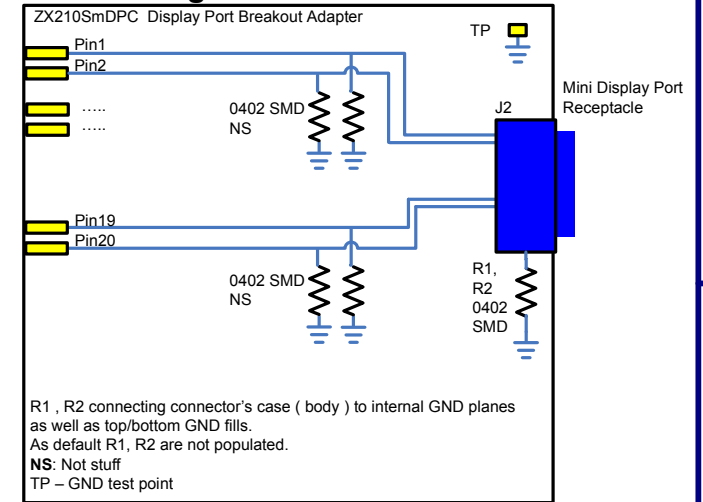 ZX210SmDPC Display Port Breakout Adapter
TP
Pin1
Pin2
.....
.....
0402 SMD
NS
J2
Mini Display Port
Receptacle
Pin19
Pin20
0402 SMD
NS
R1,
R2
0402
SMD
R1 , R2 connecting connector's case ( body ) to internal GND planes
as well as top/bottom GND fills.
As default R1, R2 are not populated.
NS: Not stuff
TP – GND test point